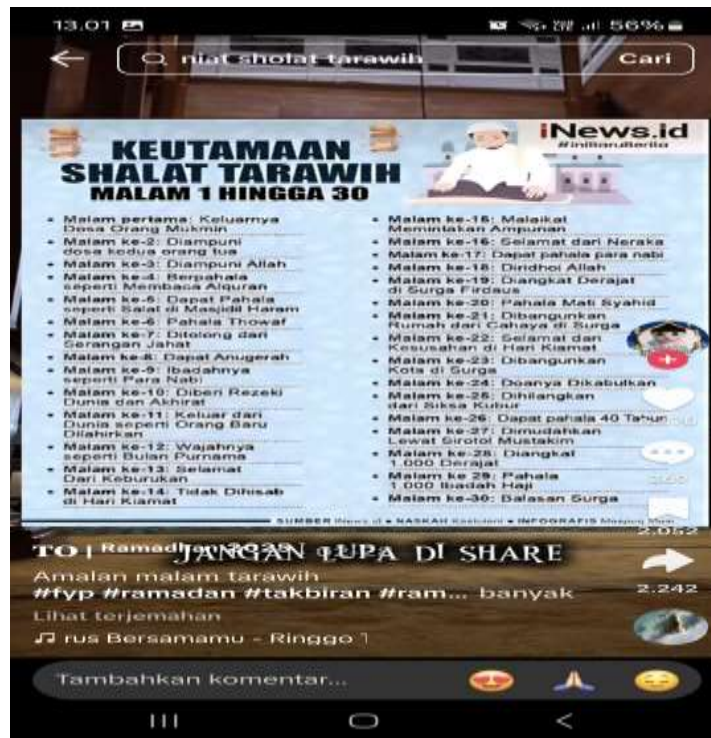 13.01
56%
niat sholat tarawih
Cari
iNews.id
#iniBaruBerita
KEUTAMAAN
SHALAT TARAWIH
MALAM 1 HINGGA 30
• Malam pertama: Keluarnya
Dosa Orang Mukmin
• Malam ke-2: Diampuni
dosa kedua orang tua
• Malam ke-3: Diampuni Allah
• Malam ke-4: Berpahala
seperti Membaca Alquran
• Malam ke-5: Dapat Pahala
seperti Salat di Masjidil Haram
• Malam ke-6: Pahala Thowaf
• Malam ke-7: Ditolong dari
Serangan Jahat
• Malam ke-8: Dapat Anugerah
• Malam ke-9: Ibadahnya
seperti Para Nabi
• Malam ke-10: Diberi Rezeki
Dunia dan Akhirat
• Malam ke-11: Keluar dari
Dunia seperti Orang Baru
Dilahirkan
• Malam ke-12: Wajahnya
seperti Bulan Purnama
• Malam ke-13: Selamat
Dari Keburukan
• Malam ke-14: Tidak Dihisab
di Hari Kiamat
• Malam ke-15: Malaikat
Memintakan Ampunan
• Malam ke-16: Selamat dari Neraka
• Malam ke-17: Dapat pahala para nabi
• Malam ke-18: Diridhoi Allah
• Malam ke-19: Diangkat Derajat
di Surga Firdaus
• Malam ke-20: Pahala Mati Syahid
• Malam ke-21: Dibangunkan
Rumah dari Cahaya di Surga
• Malam ke-22: Selamat dari
Kesusahan di Hari Kiamat
• Malam ke-23: Dibangunkan
Kota di Surga
• Malam ke-24: Doanya Dikabulkan
• Malam ke-25: Dihilangkan
dari Siksa Kubur
• Malam ke-26: Dapat pahala 40 Tahun
• Malam ke-27: Dimudahkan
Lewat Sirotol Mustakim
• Malam ke-28: Diangkat
1.000 Derajat
• Malam ke 29: Pahala
1.000 Ibadah Haji
• Malam ke-30: Balasan Surga
SUMBER iNews.id • NASKAH • INFOGRAFIS
2.052
TO | Ramadhan
JANGAN LUPA DI SHARE
Amalan malam tarawih
#fyp #ramadan #takbiran #ram... banyak
2.242
Lihat terjemahan
rus Bersamamu - Ringgo
Tambahkan komentar...